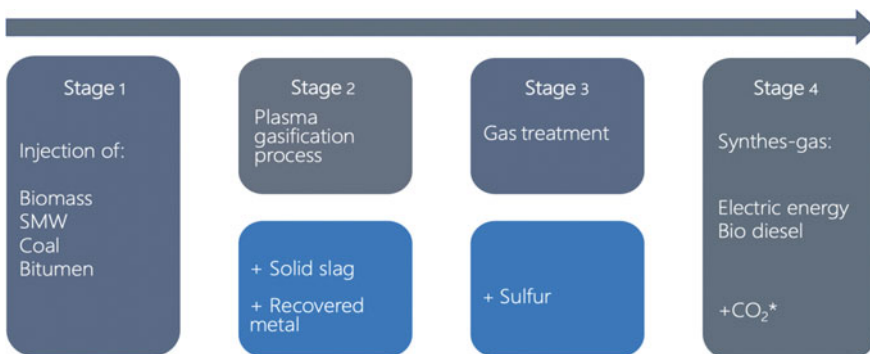 Stage 1
Injection of:
Biomass
SMW
Coal
Bitumen
Stage 2
Plasma
gasification
process
+ Solid slag
+ Recovered
metal
Stage 3
Gas treatment
+ Sulfur
Stage 4
Synthes-gas:
Electric energy
Bio diesel
+CO₂*